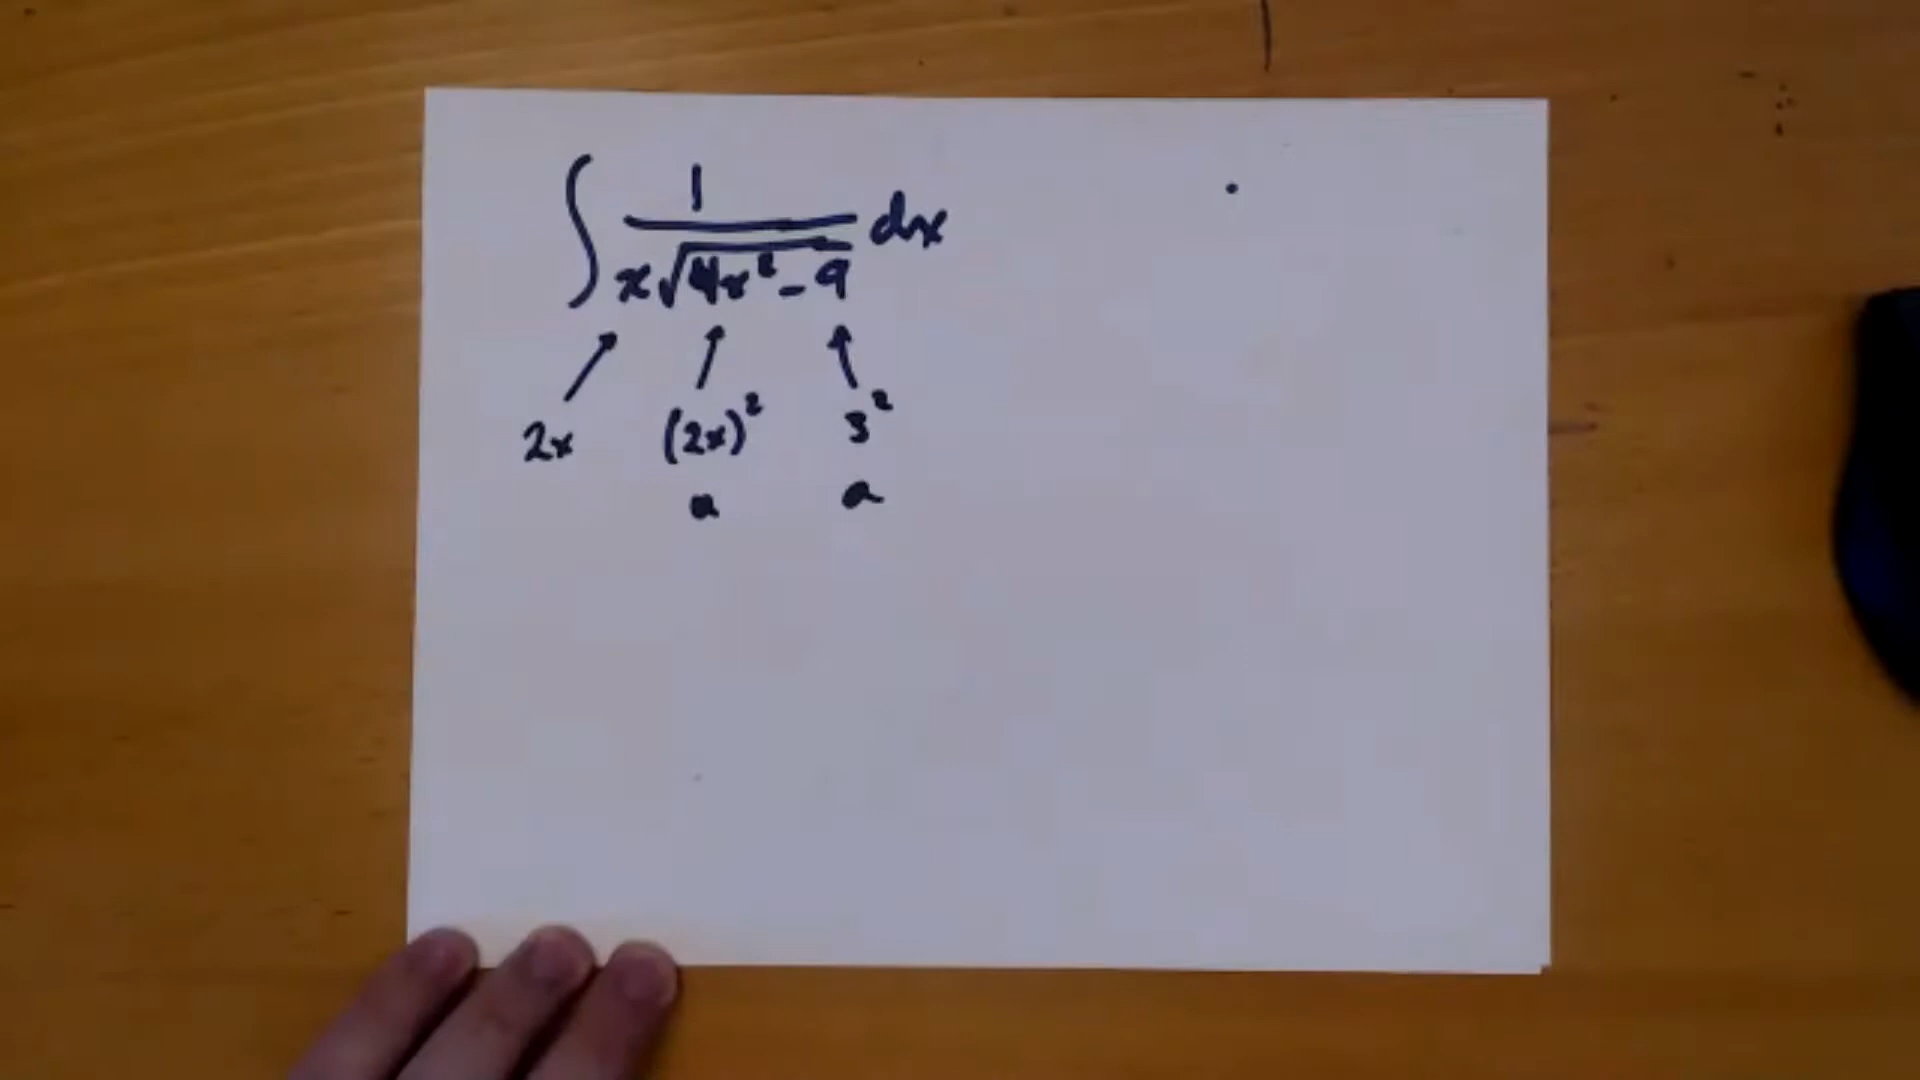 ∫ 1/(x√(4x² - 9)) dx
2x (2x)² 3²
u a